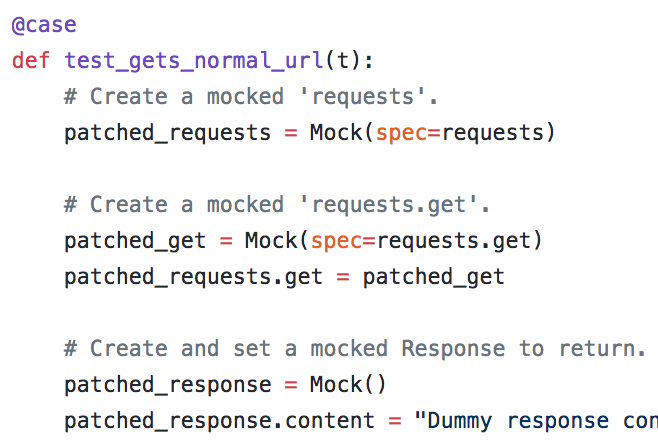 @case
def test_gets_normal_url(t):
    # Create a mocked 'requests'.
    patched_requests = Mock(spec=requests)

    # Create a mocked 'requests.get'.
    patched_get = Mock(spec=requests.get)
    patched_requests.get = patched_get

    # Create and set a mocked Response to return.
    patched_response = Mock()
    patched_response.content = "Dummy response con